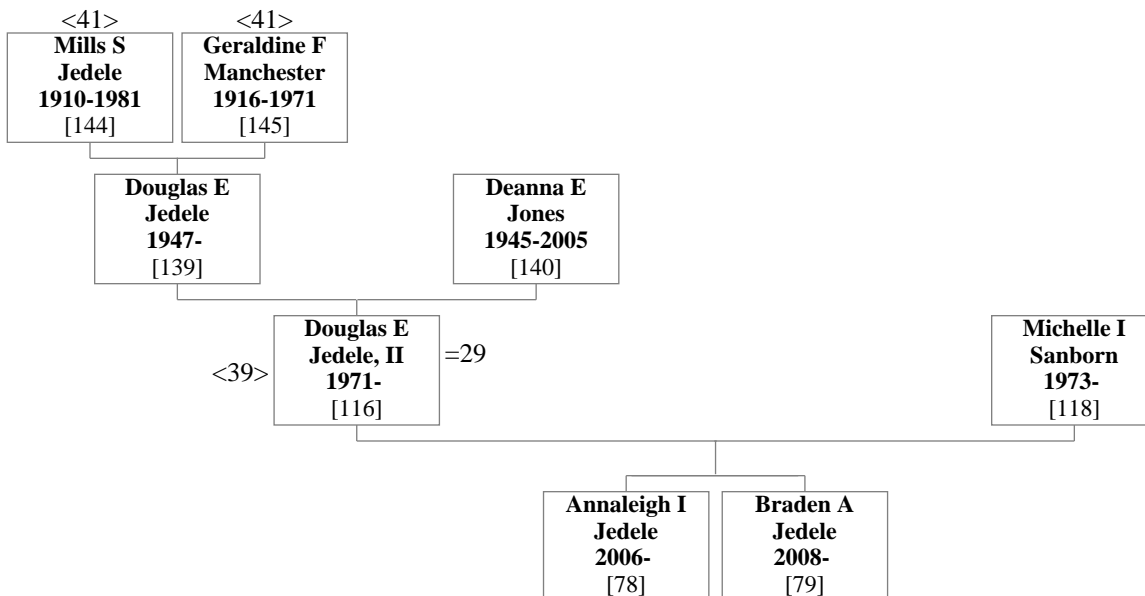 <41>
Mills S
Jedele
1910-1981
[144]
<41>
Geraldine F
Manchester
1916-1971
[145]
Douglas E
Jedele
1947-
[139]
Deanna E
Jones
1945-2005
[140]
<39>
Douglas E
Jedele, II
1971-
[116]
=29
Michelle I
Sanborn
1973-
[118]
Annaleigh I
Jedele
2006-
[78]
Braden A
Jedele
2008-
[79]